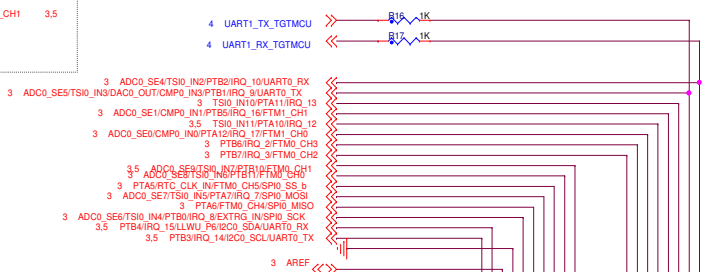 _CH1 3,5
R16 1K
4 UART1_TX_TGTMCU
R17 1K
4 UART1_RX_TGTMCU
3 ADC0_SE4/TSI0_IN2/PTB2/IRQ_10/UART0_RX
3 ADC0_SE5/TSI0_IN3/DAC0_OUT/CMP0_IN3/PTB1/IRQ_9/UART0_TX
3 TSI0_IN10/PTA11/IRQ_13
3 ADC0_SE1/CMP0_IN1/PTB5/IRQ_16/FTM1_CH1
3,5 TSI0_IN11/PTA10/IRQ_12
3 ADC0_SE0/CMP0_IN0/PTA12/IRQ_17/FTM1_CH0
3 PTB6/IRQ_2/FTM0_CH3
3 PTB7/IRQ_3/FTM0_CH2
3,5 ADC0_SE9/TSI0_IN7/PTB10/FTM0_CH1
3 ADC0_SE8/TSI0_IN6/PTB11/FTM0_CH0
3 PTA5/RTC_CLK_IN/FTM0_CH5/SPI0_SS_b
3 ADC0_SE7/TSI0_IN5/PTA7/IRQ_7/SPI0_MOSI
3 PTA6/FTM0_CH4/SPI0_MISO
3 ADC0_SE6/TSI0_IN4/PTB0/IRQ_8/EXTRG_IN/SPI0_SCK
3,5 PTB4/IRQ_15/LLWU_P6/I2C0_SDA/UART0_RX
3,5 PTB3/IRQ_14/I2C0_SCL/UART0_TX
3 AREF